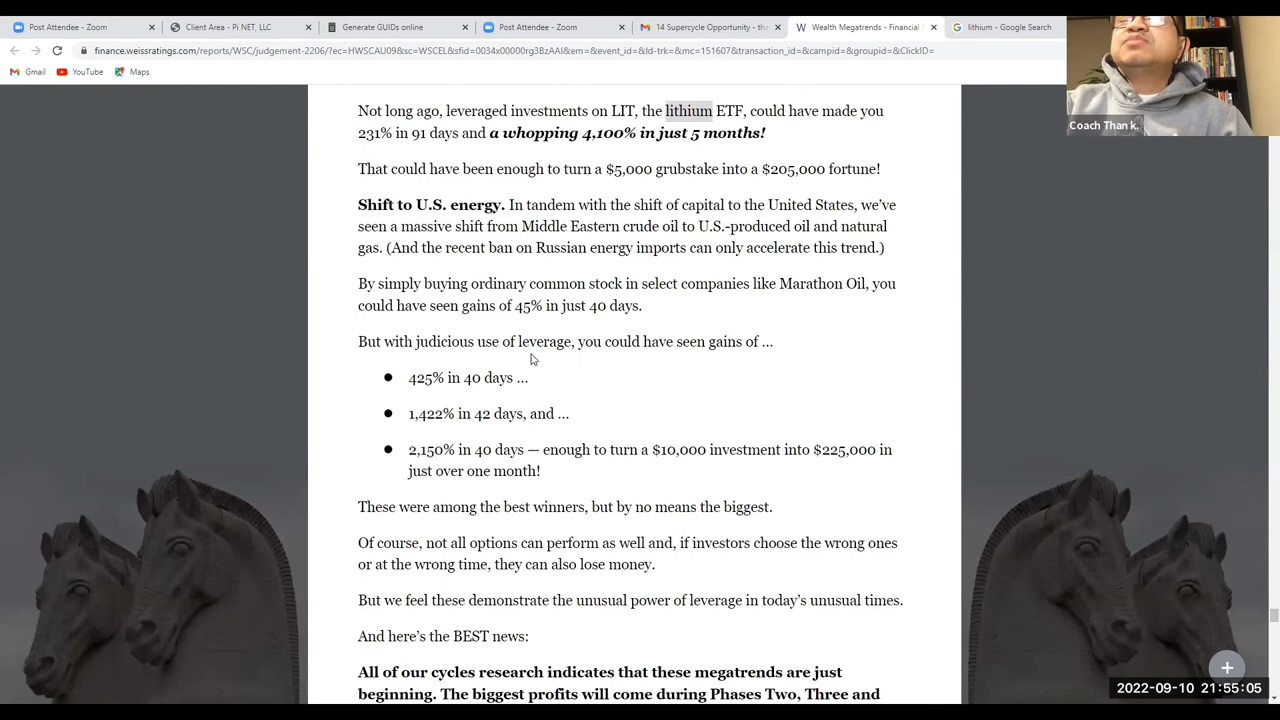 Post Attendee - Zoom
Client Area - Pi NET, LLC
Generate GUIDs online
Post Attendee - Zoom
14 Supercycle Opportunity - tha
Wealth Megatrends - Financial
lithium - Google Search
finance.weissratings.com/reports/WSC/judgement-2206/?ec=HWSCAU09&sc=WSCEL&sfid=0034x00000rg3BzAAI&em=&event_id=&ld-trk=&mc=151607&transaction_id=&campid=&groupid=&ClickID=
Gmail
YouTube
Maps
Coach Than k.
Not long ago, leveraged investments on LIT, the lithium ETF, could have made you
231% in 91 days and a whopping 4,100% in just 5 months!
That could have been enough to turn a $5,000 grubstake into a $205,000 fortune!
Shift to U.S. energy. In tandem with the shift of capital to the United States, we’ve
seen a massive shift from Middle Eastern crude oil to U.S.-produced oil and natural
gas. (And the recent ban on Russian energy imports can only accelerate this trend.)
By simply buying ordinary common stock in select companies like Marathon Oil, you
could have seen gains of 45% in just 40 days.
But with judicious use of leverage, you could have seen gains of …
● 425% in 40 days …
● 1,422% in 42 days, and …
● 2,150% in 40 days — enough to turn a $10,000 investment into $225,000 in
just over one month!
These were among the best winners, but by no means the biggest.
Of course, not all options can perform as well and, if investors choose the wrong ones
or at the wrong time, they can also lose money.
But we feel these demonstrate the unusual power of leverage in today’s unusual times.
And here’s the BEST news:
All of our cycles research indicates that these megatrends are just
beginning. The biggest profits will come during Phases Two, Three and
2022-09-10 21:55:05